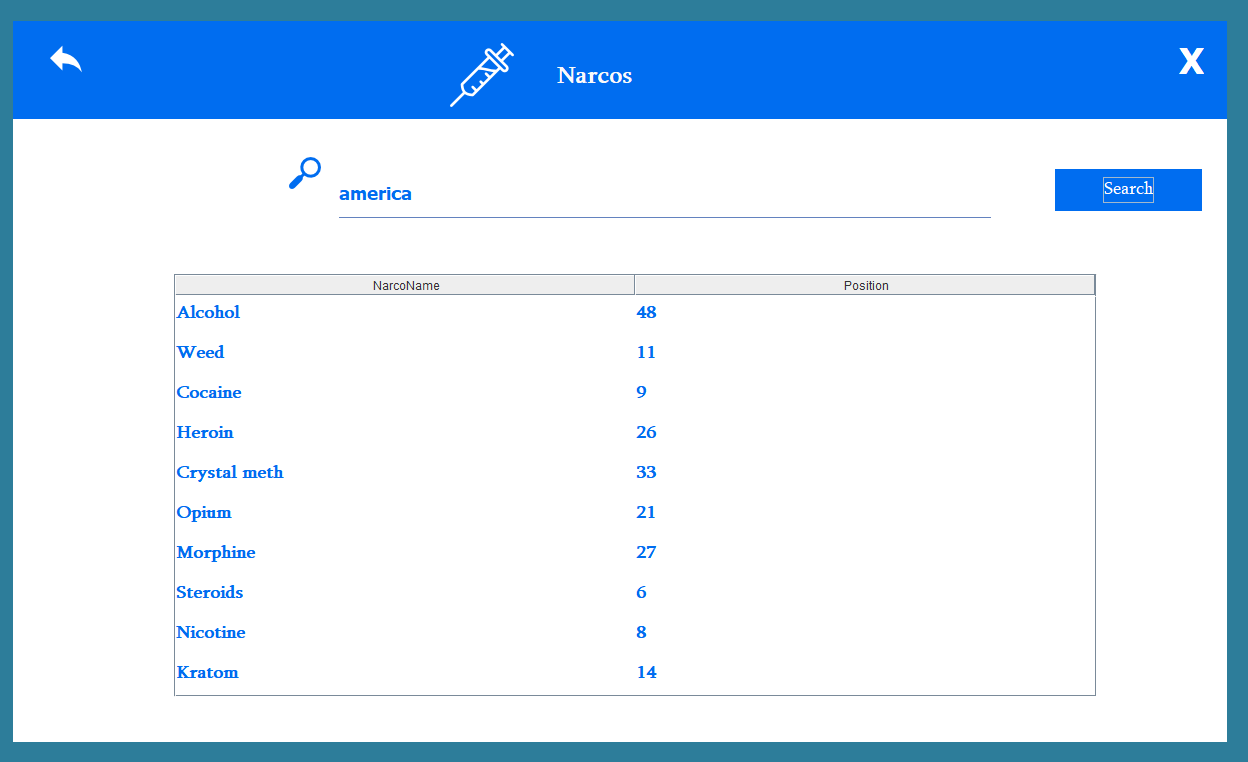 Narcos
X
america
Search
NarcoName Position
Alcohol 48
Weed 11
Cocaine 9
Heroin 26
Crystal meth 33
Opium 21
Morphine 27
Steroids 6
Nicotine 8
Kratom 14